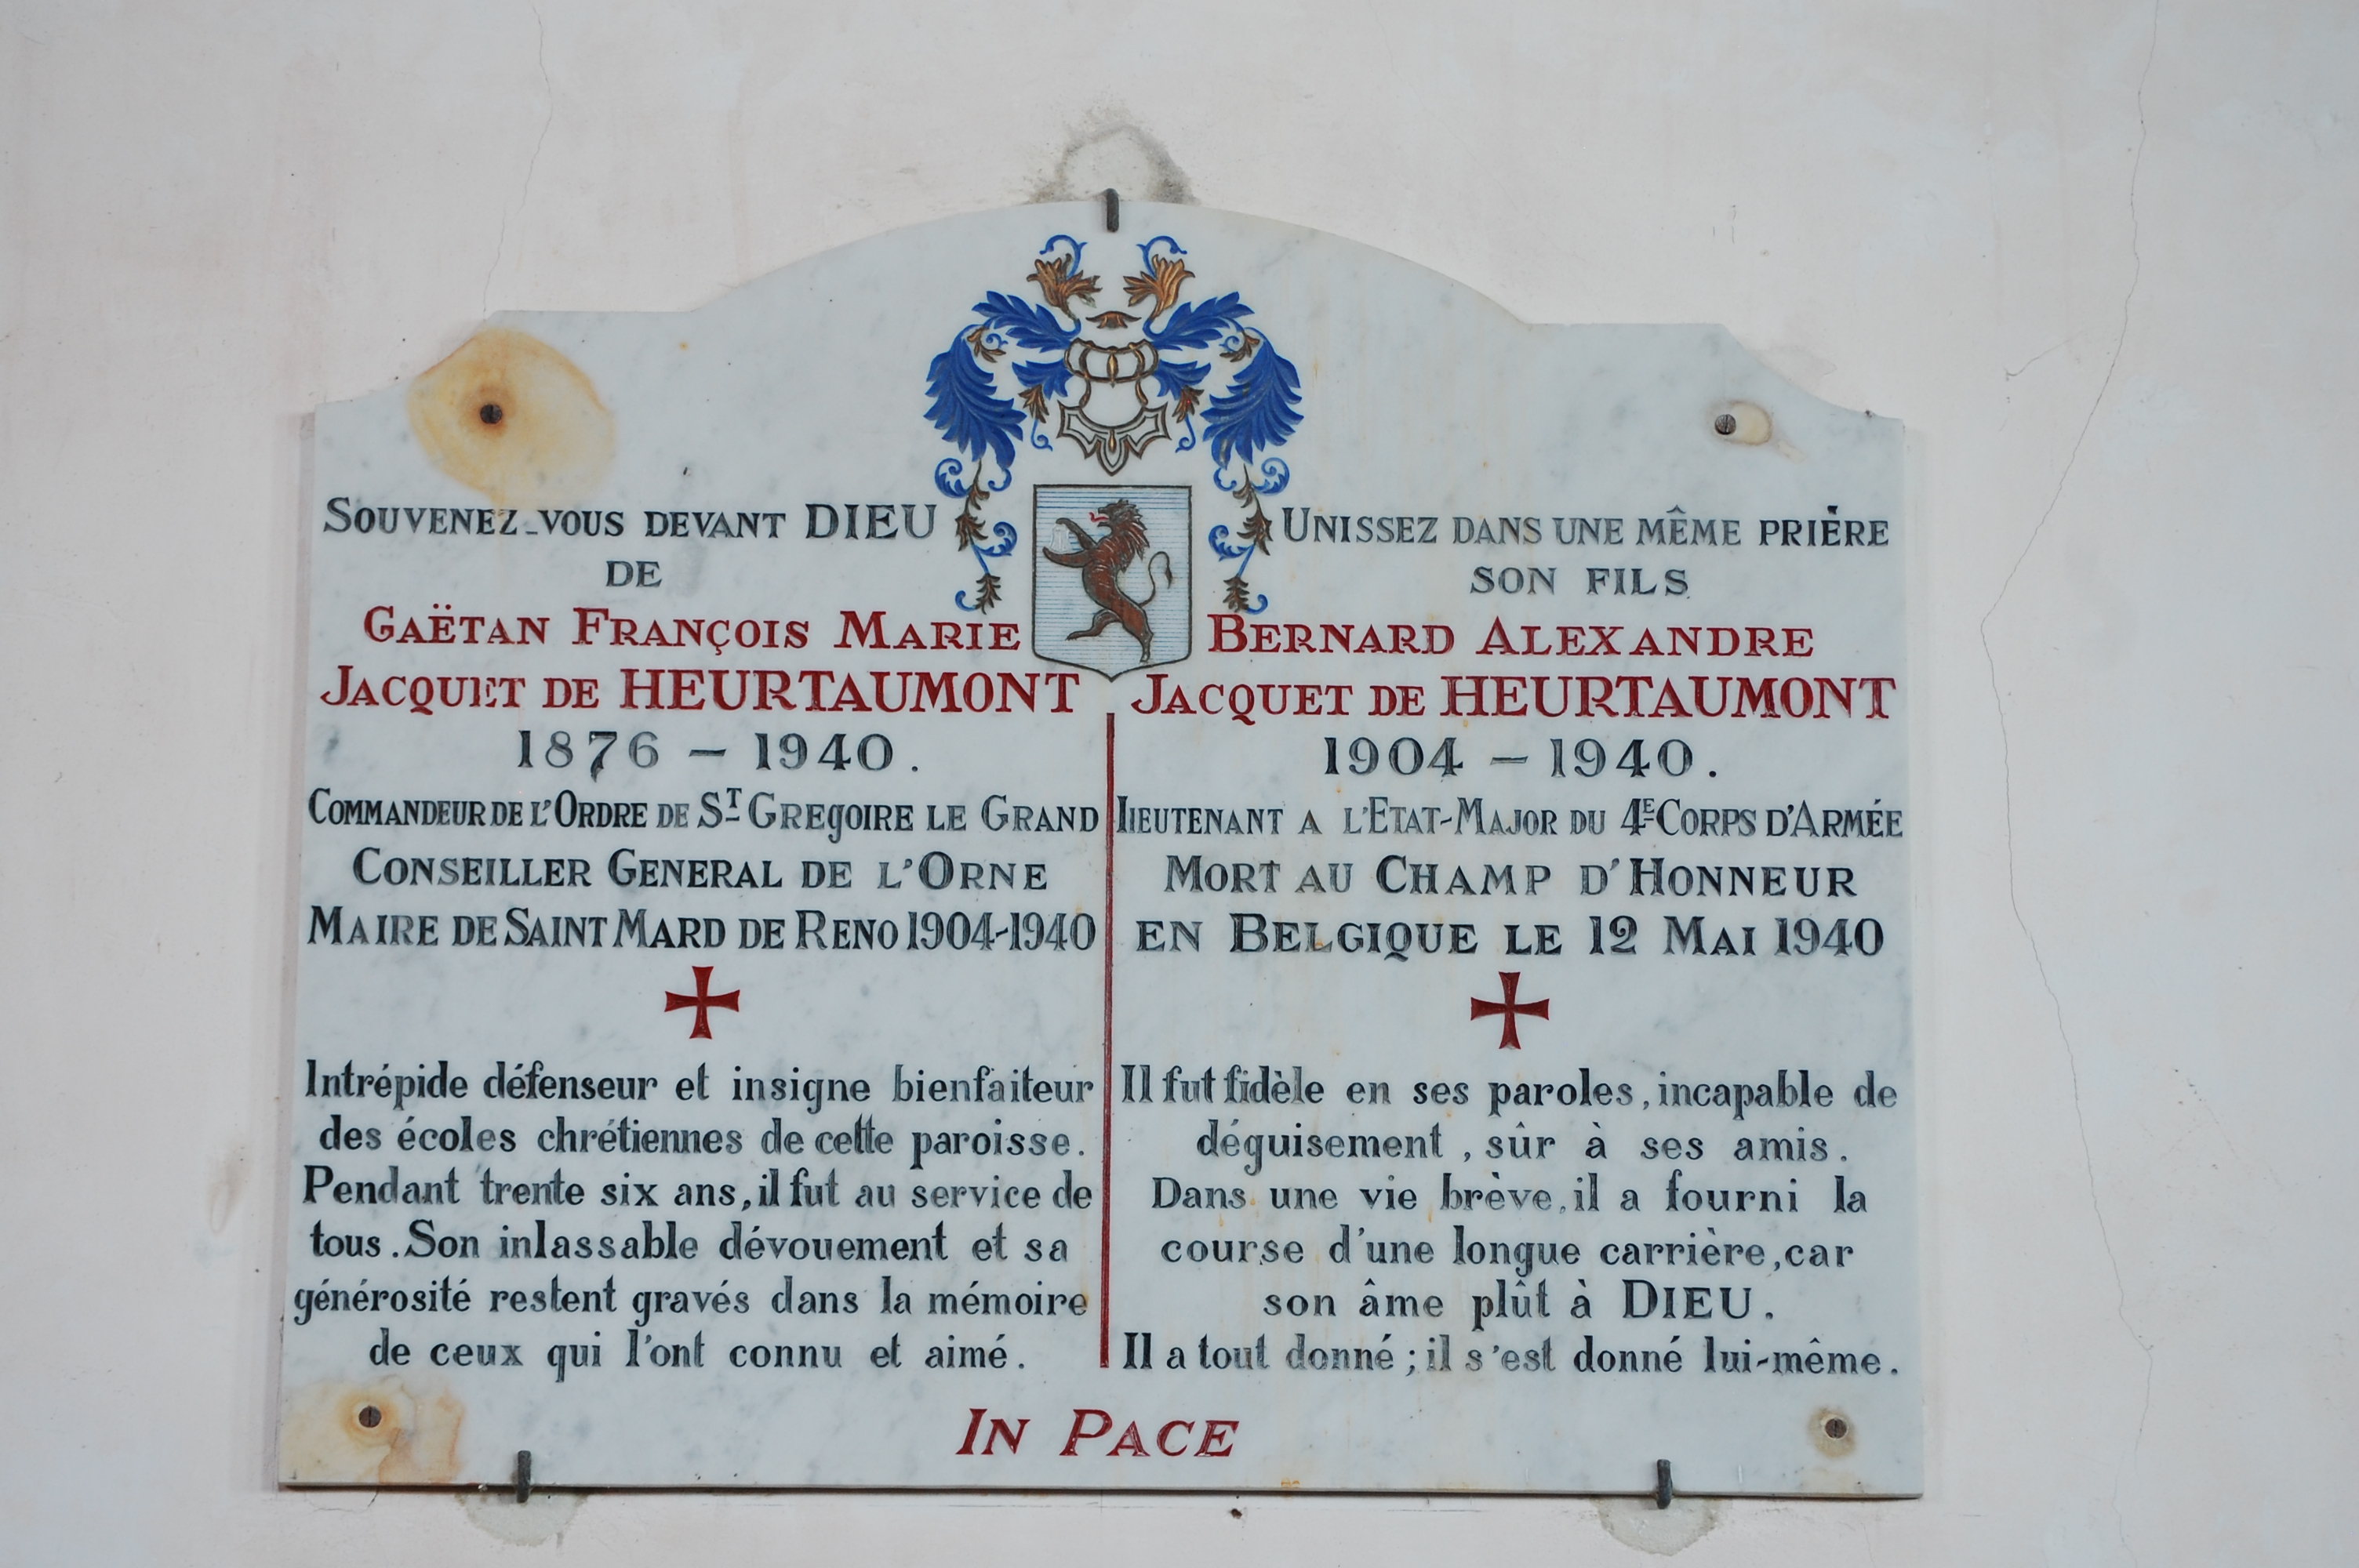 SOUVENEZ-VOUS DEVANT DIEU
DE
GAËTAN FRANÇOIS MARIE
JACQUET DE HEURTAUMONT
1876 – 1940.
COMMANDEUR DE L'ORDRE DE ST GREGOIRE LE GRAND
CONSEILLER GENERAL DE L'ORNE
MAIRE DE SAINT MARD DE RENO 1904-1940
Intrépide défenseur et insigne bienfaiteur
des écoles chrétiennes de cette paroisse.
Pendant trente six ans, il fut au service de
tous. Son inlassable dévouement et sa
générosité restent gravés dans la mémoire
de ceux qui l'ont connu et aimé.
UNISSEZ DANS UNE MÊME PRIÈRE
SON FILS
BERNARD ALEXANDRE
JACQUET DE HEURTAUMONT
1904 – 1940.
LIEUTENANT A L'ETAT-MAJOR DU 4E CORPS D'ARMÉE
MORT AU CHAMP D'HONNEUR
EN BELGIQUE LE 12 MAI 1940
Il fut fidèle en ses paroles, incapable de
déguisement, sûr à ses amis.
Dans une vie brève, il a fourni la
course d'une longue carrière, car
son âme plût à DIEU.
Il a tout donné ; il s'est donné lui-même.
IN PACE